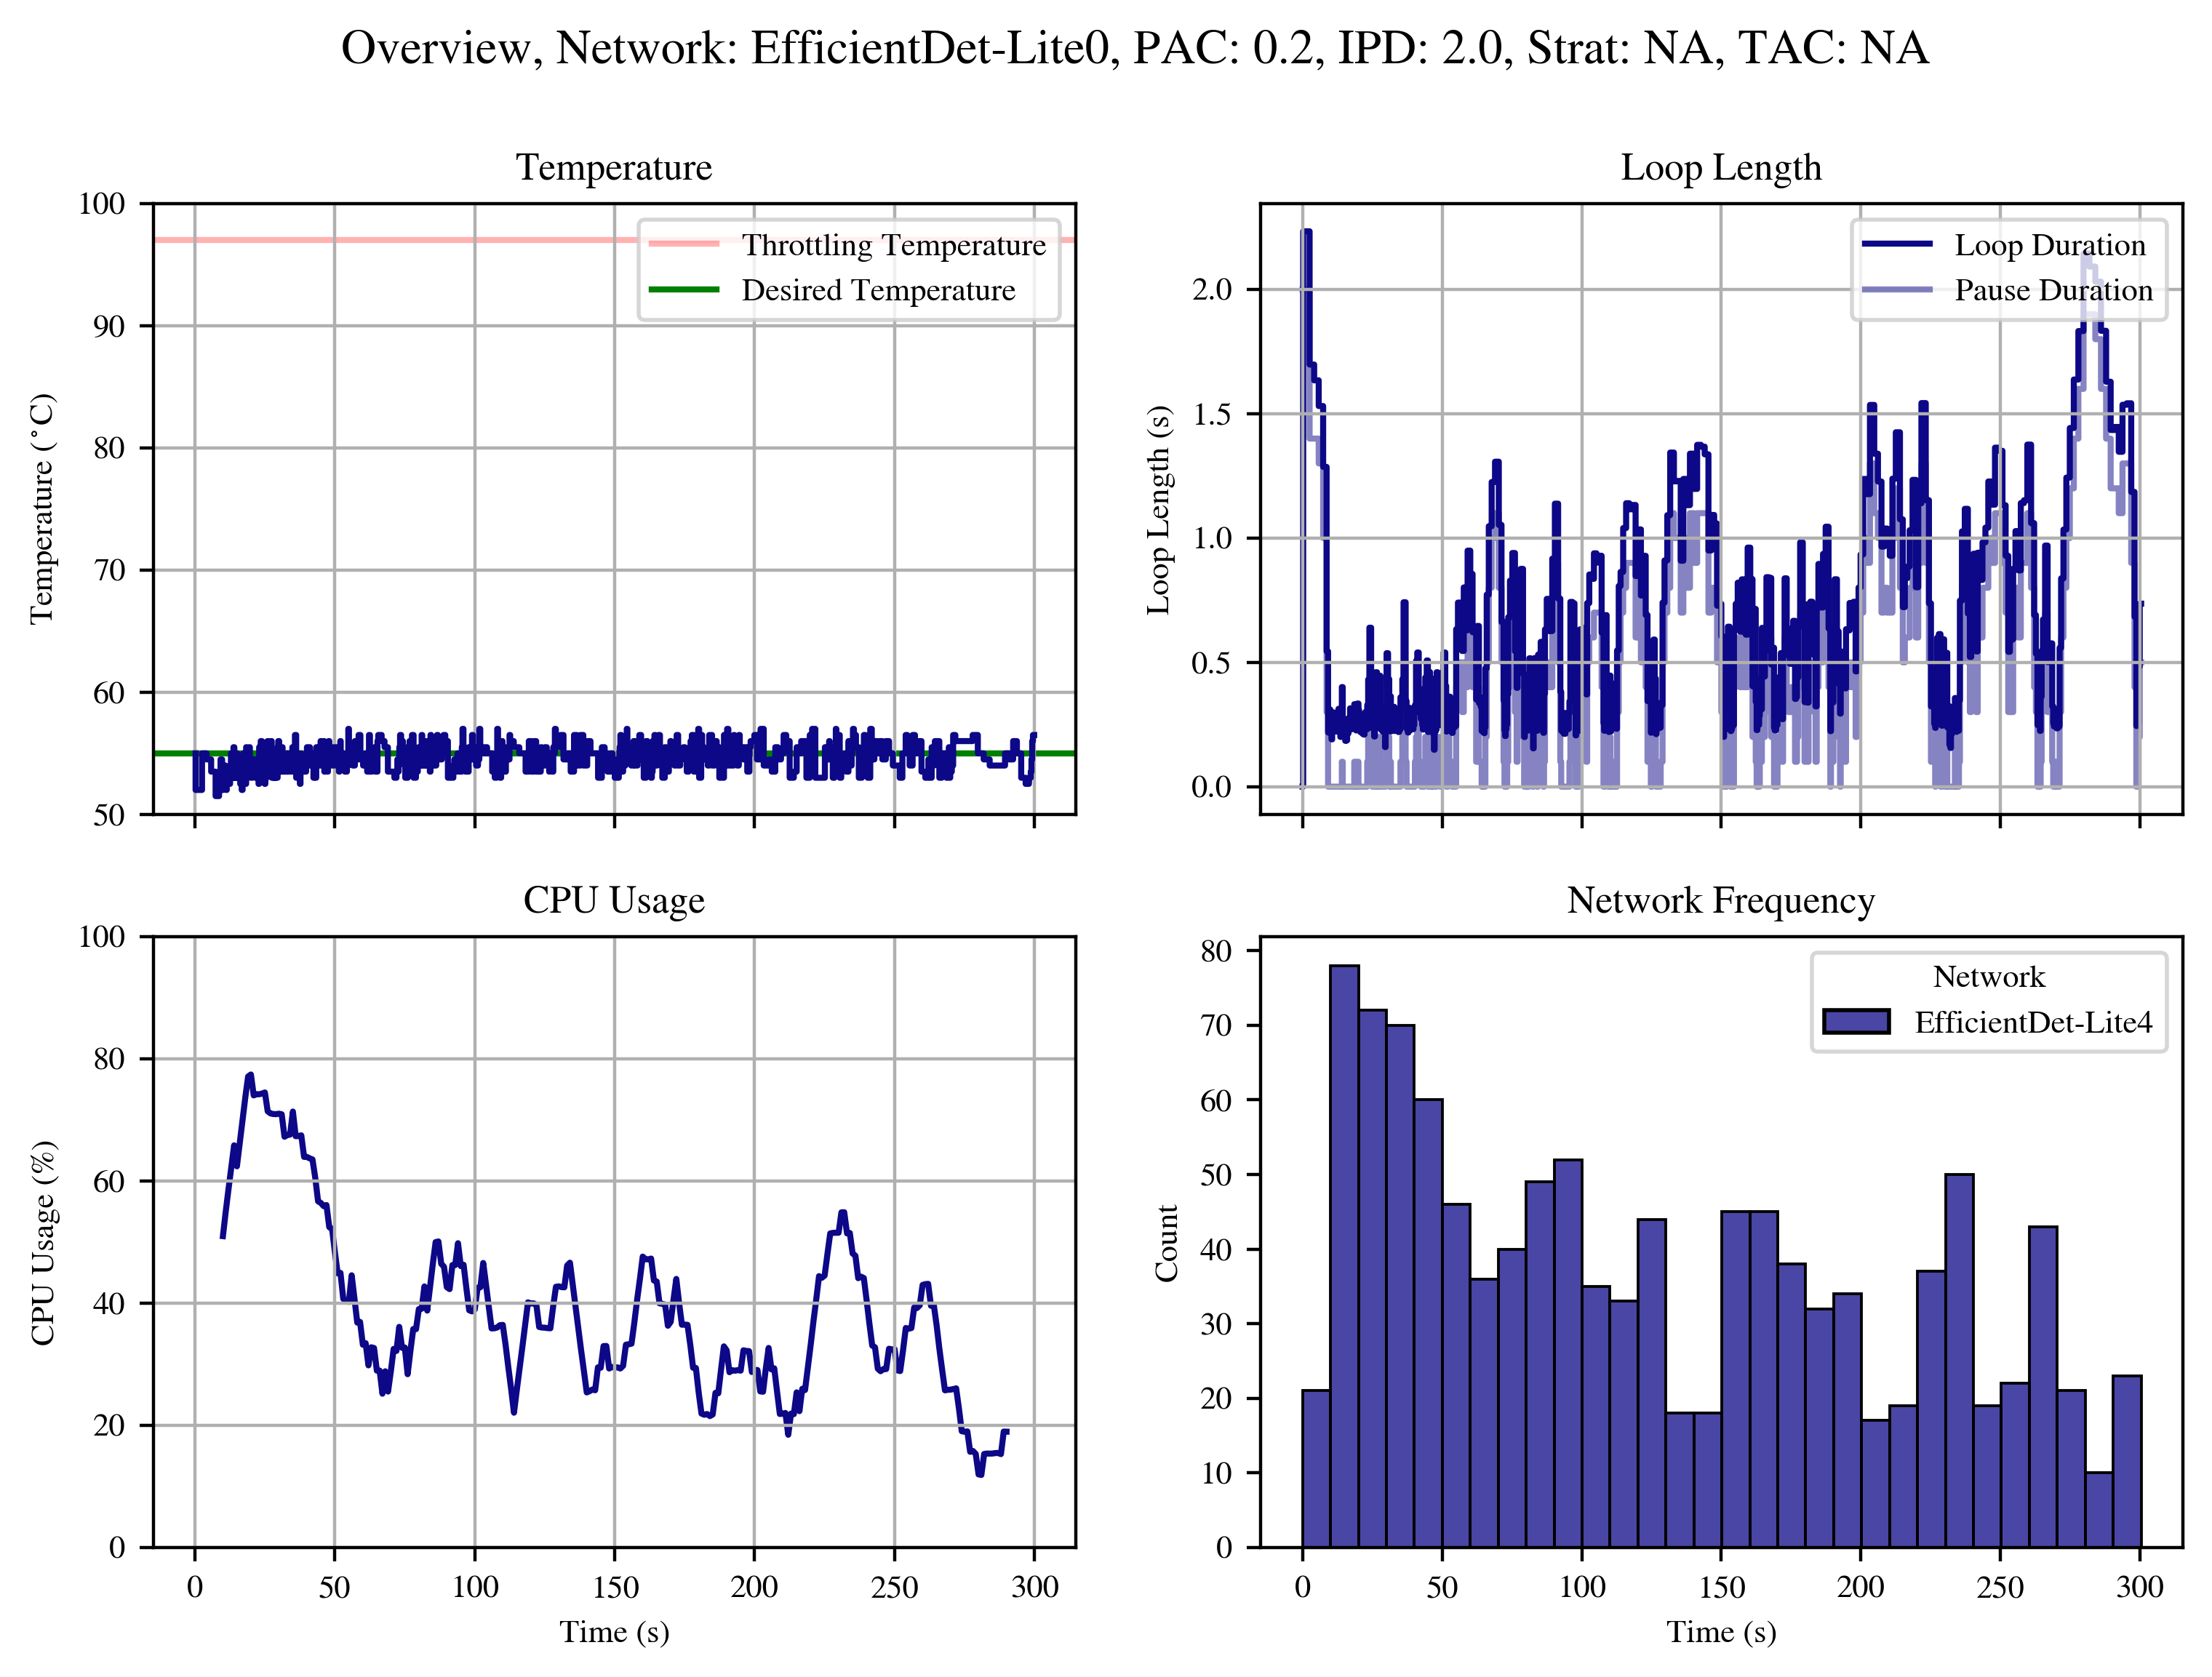 Overview, Network: EfficientDet-Lite0, PAC: 0.2, IPD: 2.0, Strat: NA, TAC: NA
Temperature
100
90
80
70
60
50
Temperature (°C)
Throttling Temperature
Desired Temperature
Loop Length
2.0
1.5
1.0
0.5
0.0
Loop Length (s)
Loop Duration
Pause Duration
CPU Usage
100
80
60
40
20
0
CPU Usage (%)
0 50 100 150 200 250 300
Time (s)
Network Frequency
80
70
60
50
40
30
20
10
0
Count
Network
EfficientDet-Lite4
0 50 100 150 200 250 300
Time (s)